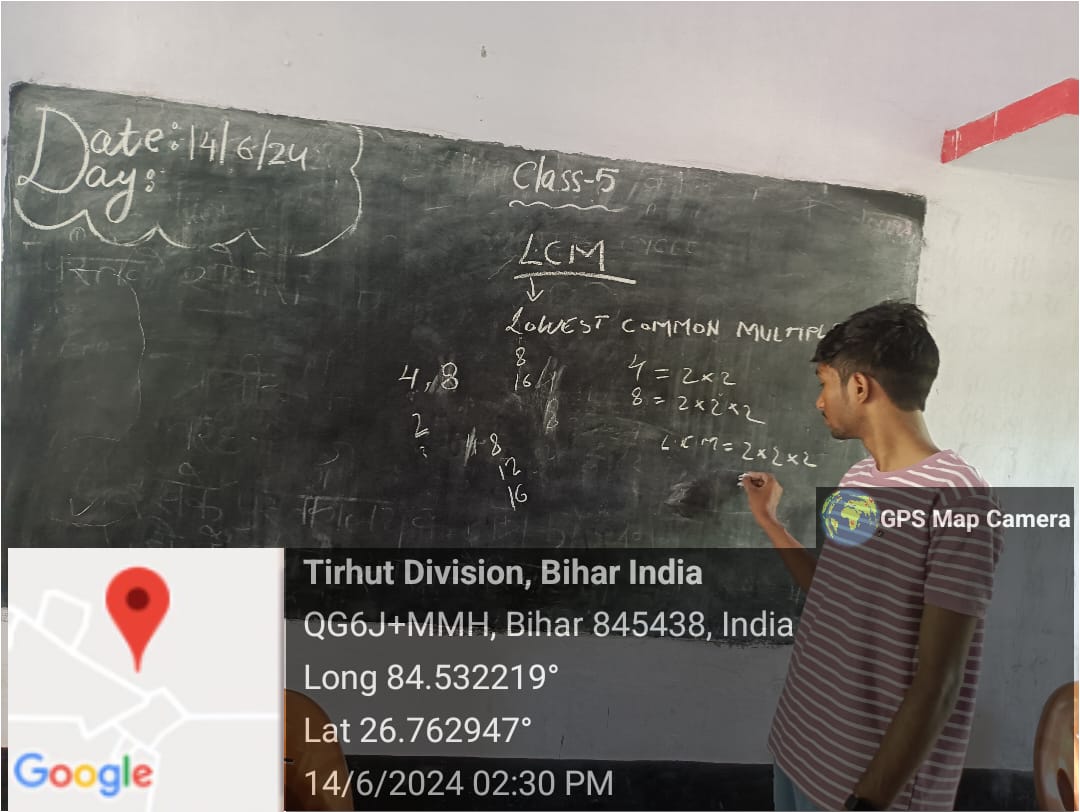 Date: 14/6/24
Day:
Class-5
LCM
LOWEST COMMON MULTIPL
8
16
4, 8
2
8
12
16
4 = 2×2
8 = 2×2×2
LCM = 2×2×2
=
GPS Map Camera
Tirhut Division, Bihar India
QG6J+MMH, Bihar 845438, India
Long 84.532219°
Lat 26.762947°
14/6/2024 02:30 PM
Google